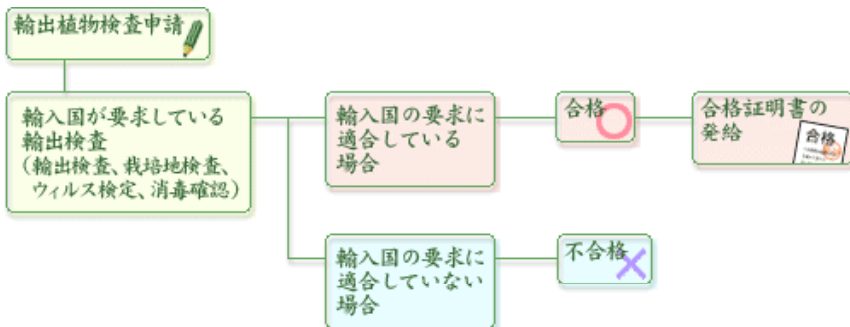 輸出植物検査申請
輸入国が要求している
輸出検査
(輸出検査、栽培地検査、
ウィルス検定、消毒確認)
輸入国の要求に
適合している
場合
合格
合格証明書の
発給
合格
輸入国の要求に
適合していない
場合
不合格